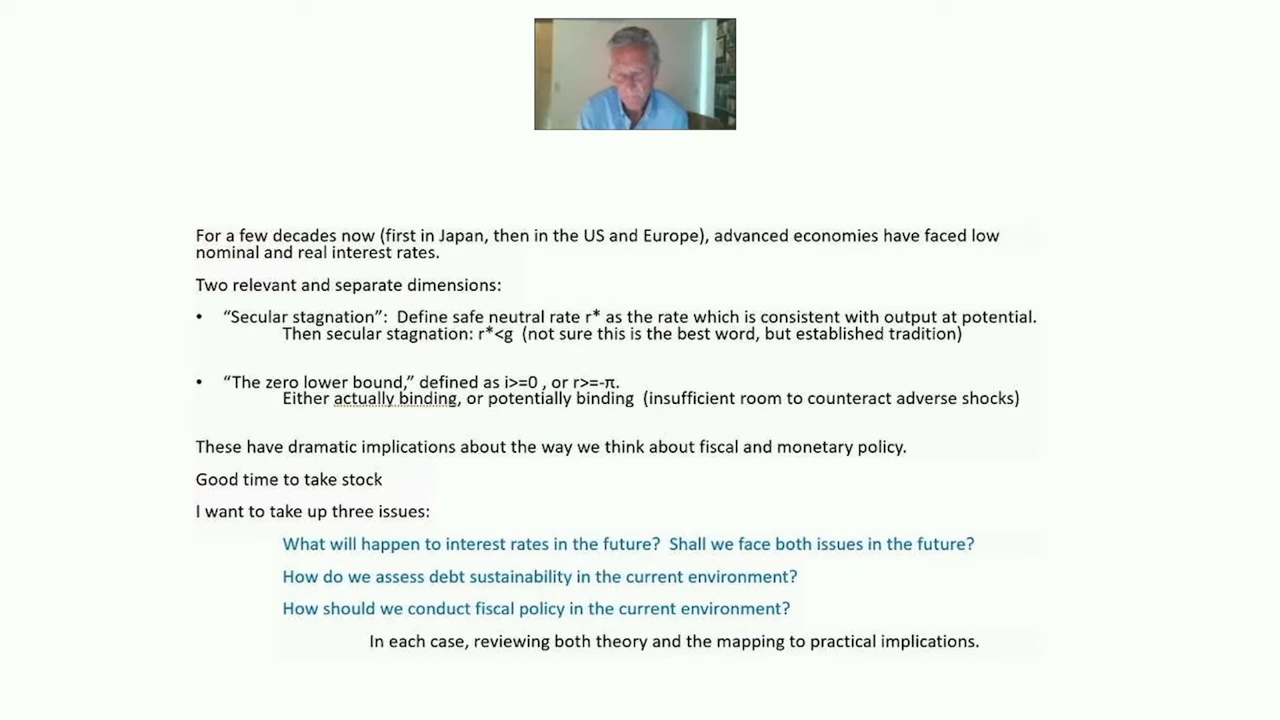 For a few decades now (first in Japan, then in the US and Europe), advanced economies have faced low
nominal and real interest rates.
Two relevant and separate dimensions:
• “Secular stagnation”: Define safe neutral rate r* as the rate which is consistent with output at potential.
Then secular stagnation: r*<g (not sure this is the best word, but established tradition)
• “The zero lower bound,” defined as i>=0 , or r>=-π.
Either actually binding, or potentially binding (insufficient room to counteract adverse shocks)
These have dramatic implications about the way we think about fiscal and monetary policy.
Good time to take stock
I want to take up three issues:
What will happen to interest rates in the future? Shall we face both issues in the future?
How do we assess debt sustainability in the current environment?
How should we conduct fiscal policy in the current environment?
In each case, reviewing both theory and the mapping to practical implications.